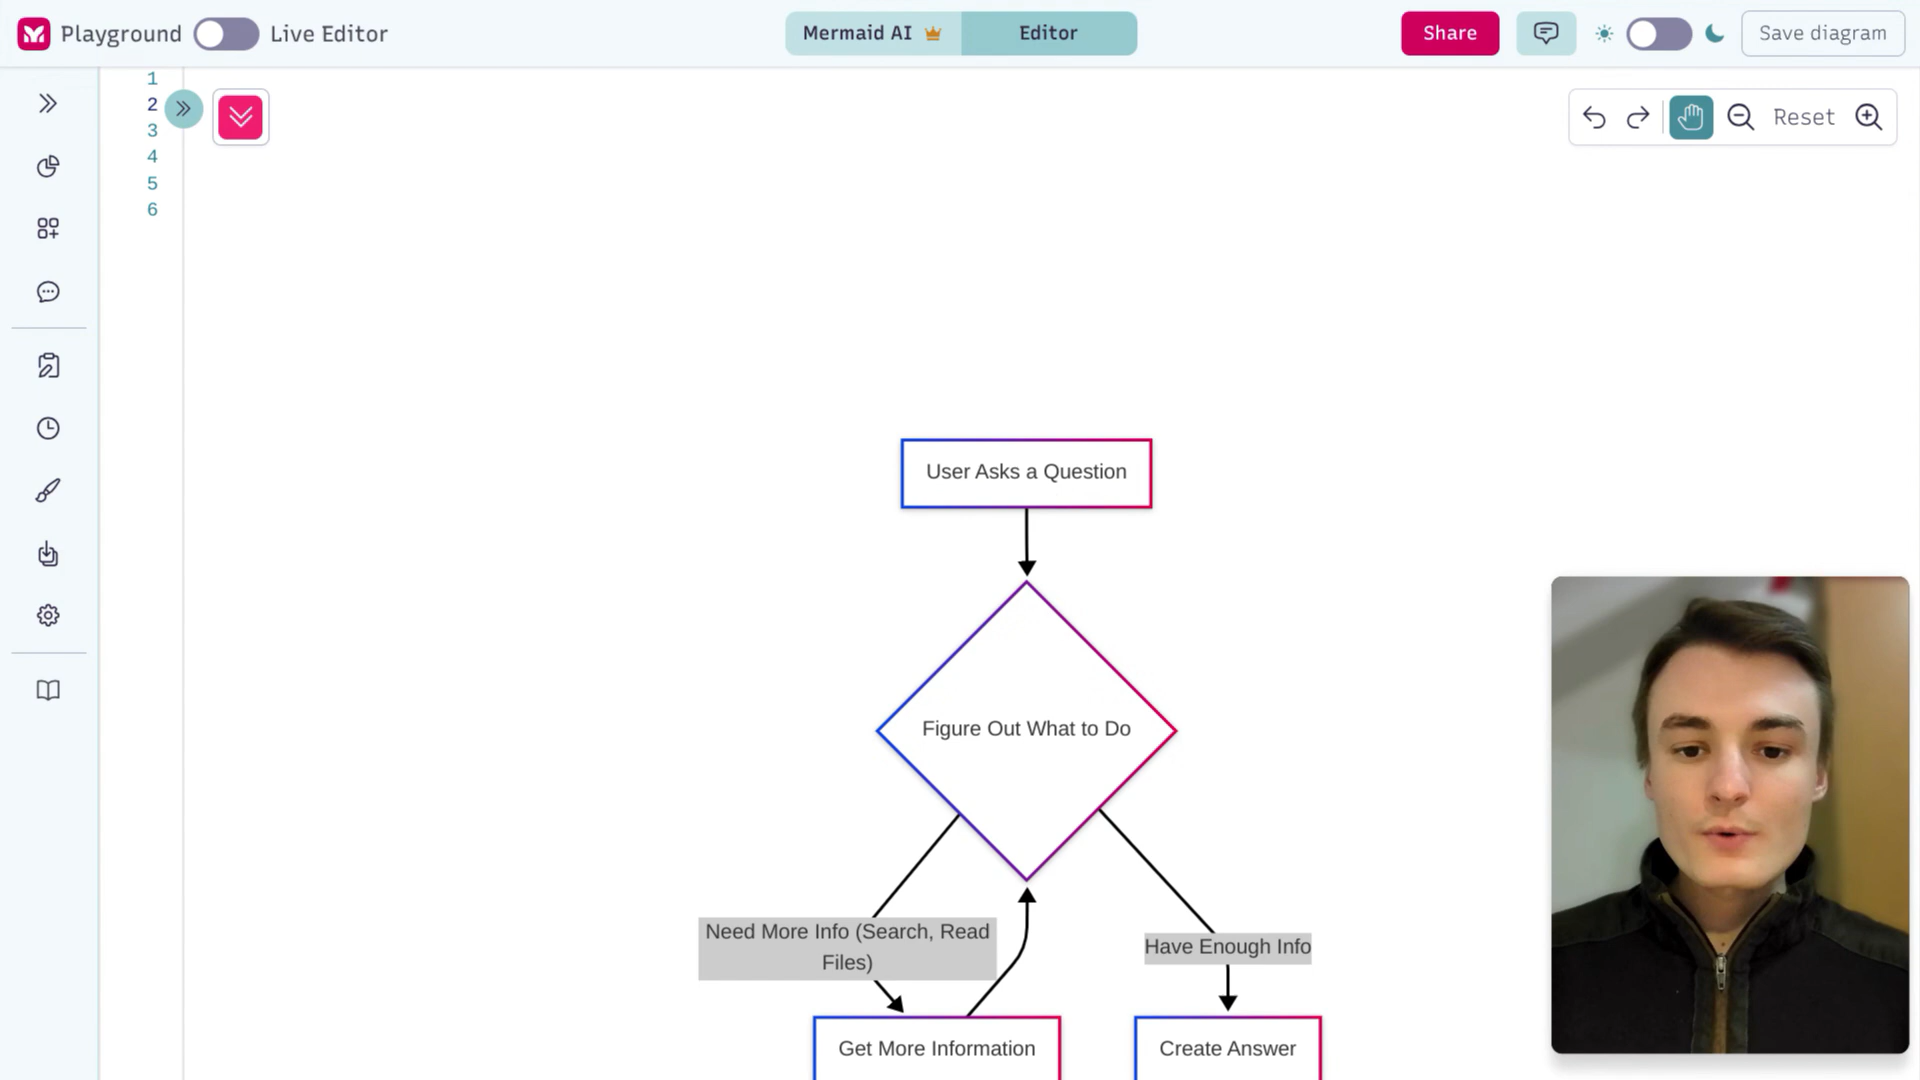 Playground
Live Editor
Mermaid AI
Editor
Share
Save diagram
1
2
3
4
5
6
Reset
User Asks a Question
Figure Out What to Do
Need More Info (Search, Read
Files)
Have Enough Info
Get More Information
Create Answer